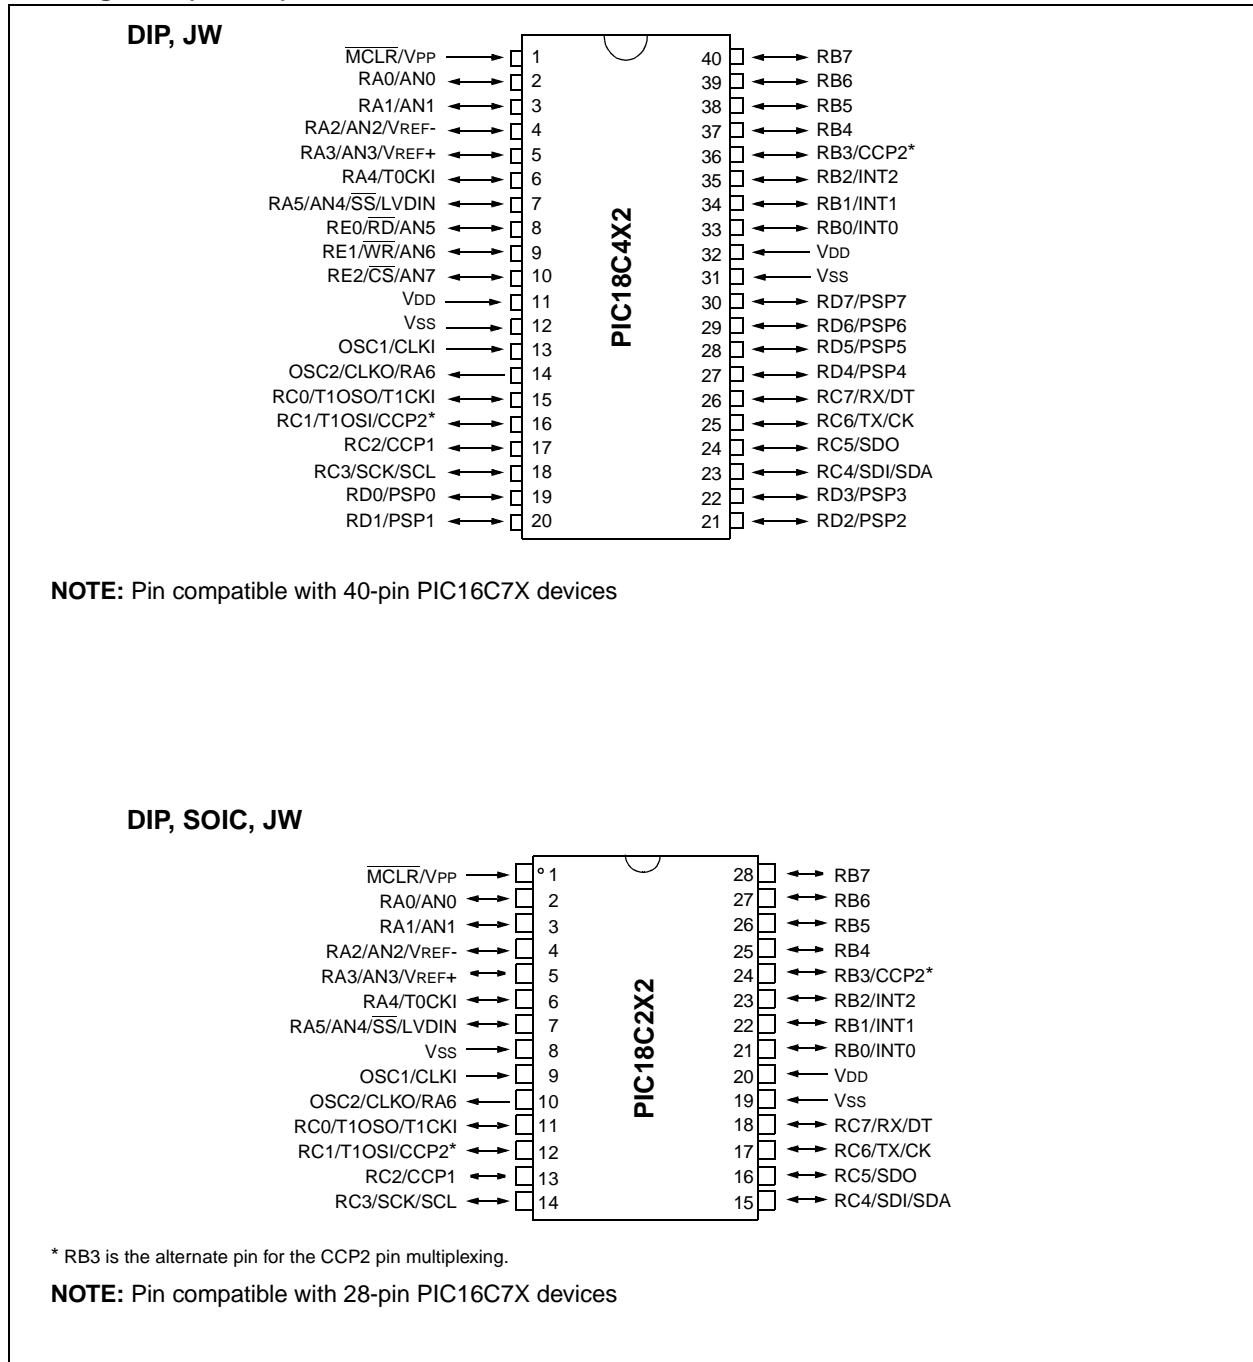 DIP, JW
MCLR/VPP 1 40 RB7
RA0/AN0 2 39 RB6
RA1/AN1 3 38 RB5
RA2/AN2/VREF- 4 37 RB4
RA3/AN3/VREF+ 5 36 RB3/CCP2*
RA4/T0CKI 6 35 RB2/INT2
RA5/AN4/SS/LVDIN 7 34 RB1/INT1
RE0/RD/AN5 8 33 RB0/INT0
RE1/WR/AN6 9 32 VDD
RE2/CS/AN7 10 31 VSS
VDD 11 30 RD7/PSP7
VSS 12 29 RD6/PSP6
OSC1/CLKI 13 28 RD5/PSP5
OSC2/CLKO/RA6 14 27 RD4/PSP4
RC0/T1OSO/T1CKI 15 26 RC7/RX/DT
RC1/T1OSI/CCP2* 16 25 RC6/TX/CK
RC2/CCP1 17 24 RC5/SDO
RC3/SCK/SCL 18 23 RC4/SDI/SDA
RD0/PSP0 19 22 RD3/PSP3
RD1/PSP1 20 21 RD2/PSP2
PIC18C4X2
NOTE: Pin compatible with 40-pin PIC16C7X devices
DIP, SOIC, JW
MCLR/VPP 1 28 RB7
RA0/AN0 2 27 RB6
RA1/AN1 3 26 RB5
RA2/AN2/VREF- 4 25 RB4
RA3/AN3/VREF+ 5 24 RB3/CCP2*
RA4/T0CKI 6 23 RB2/INT2
RA5/AN4/SS/LVDIN 7 22 RB1/INT1
VSS 8 21 RB0/INT0
OSC1/CLKI 9 20 VDD
OSC2/CLKO/RA6 10 19 VSS
RC0/T1OSO/T1CKI 11 18 RC7/RX/DT
RC1/T1OSI/CCP2* 12 17 RC6/TX/CK
RC2/CCP1 13 16 RC5/SDO
RC3/SCK/SCL 14 15 RC4/SDI/SDA
PIC18C2X2
* RB3 is the alternate pin for the CCP2 pin multiplexing.
NOTE: Pin compatible with 28-pin PIC16C7X devices